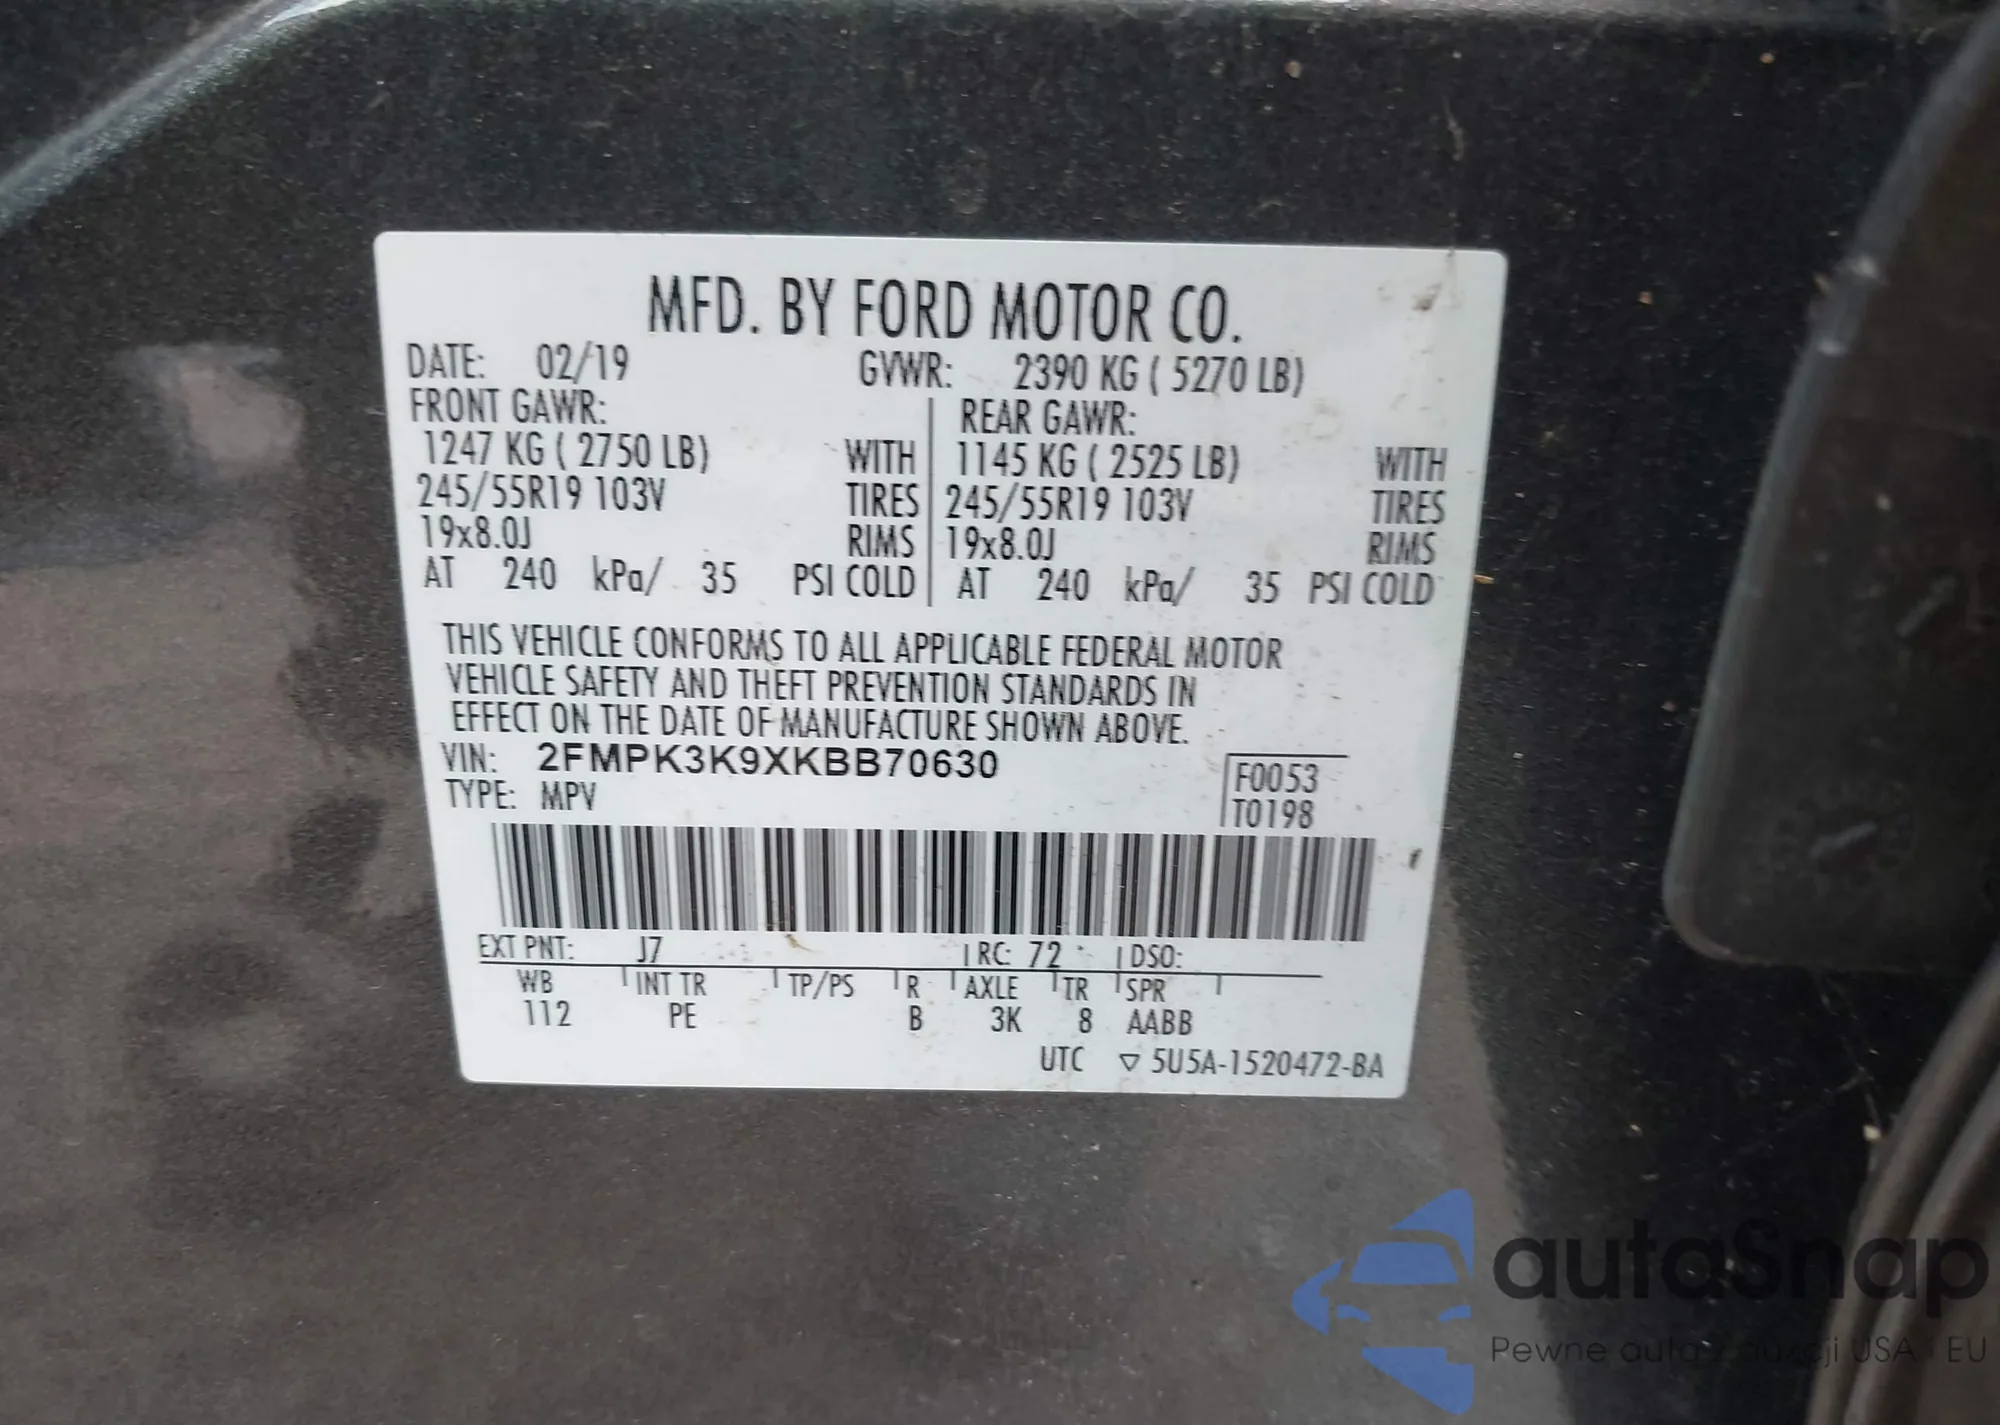 MFD. BY FORD MOTOR CO.
DATE: 02/19 GVWR: 2390 KG ( 5270 LB)
FRONT GAWR: REAR GAWR:
1247 KG ( 2750 LB) WITH 1145 KG ( 2525 LB) WITH
245/55R19 103V TIRES 245/55R19 103V TIRES
19x8.0J RIMS 19x8.0J RIMS
AT 240 kPa/ 35 PSI COLD AT 240 kPa/ 35 PSI COLD
THIS VEHICLE CONFORMS TO ALL APPLICABLE FEDERAL MOTOR
VEHICLE SAFETY AND THEFT PREVENTION STANDARDS IN
EFFECT ON THE DATE OF MANUFACTURE SHOWN ABOVE.
VIN: 2FMPK3K9XKBB70630
F0053
TYPE: MPV
T0198
EXT PNT: J7 RC: 72 DSO:
WB INT TR TP/PS R AXLE TR SPR
112 PE B 3K 8 AABB
UTC ▽ 5U5A-1520472-BA
autoSnap
Pewne auta z aukcji USA i EU